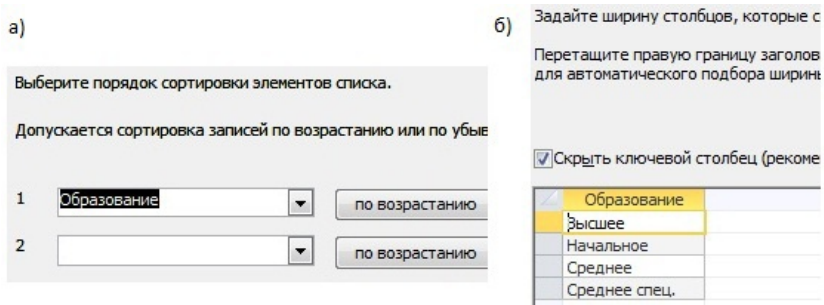 а)
Выберите порядок сортировки элементов списка.
Допускается сортировка записей по возрастанию или по убыв
1 Образование по возрастанию
2 по возрастанию
б)
Задайте ширину столбцов, которые с
Перетащите правую границу заголов
для автоматического подбора ширинь
Скрыть ключевой столбец (рекоме
Образование
Высшее
Начальное
Среднее
Среднее спец.